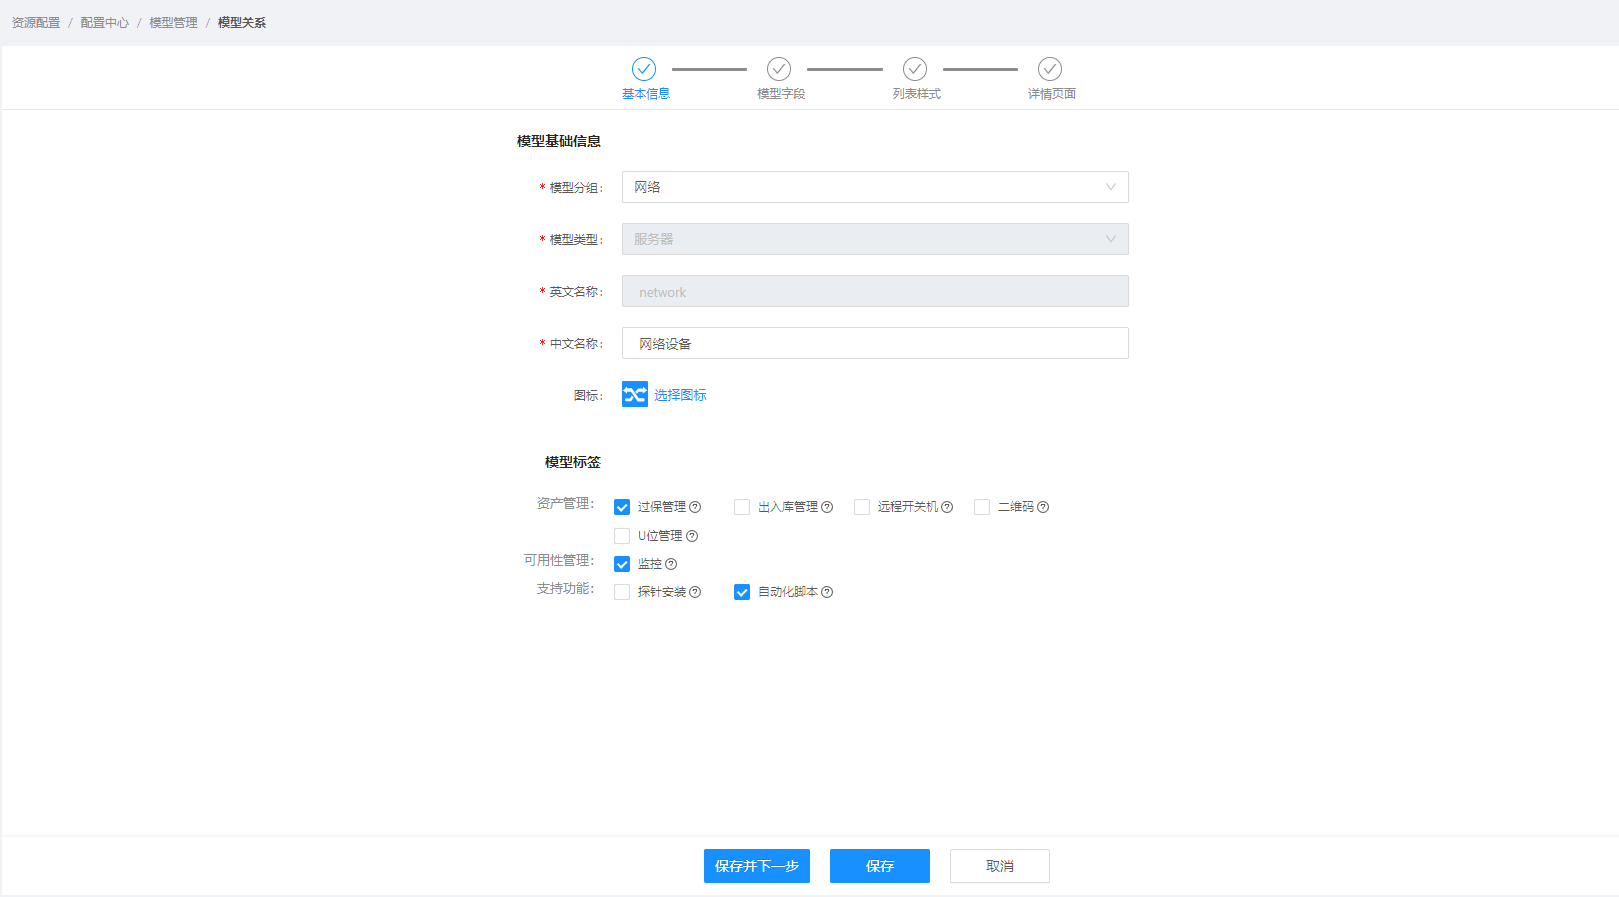 资源配置 / 配置中心 / 模型管理 / 模型关系
基本信息 模型字段 列表样式 详情页面
模型基础信息
* 模型分组: 网络
* 模型类型: 服务器
* 英文名称: network
* 中文名称: 网络设备
图标: 选择图标
模型标签
资产管理: 过保管理 出入库管理 远程开关机 二维码
U位管理
可用性管理: 监控
支持功能: 探针安装 自动化脚本
保存并下一步 保存 取消